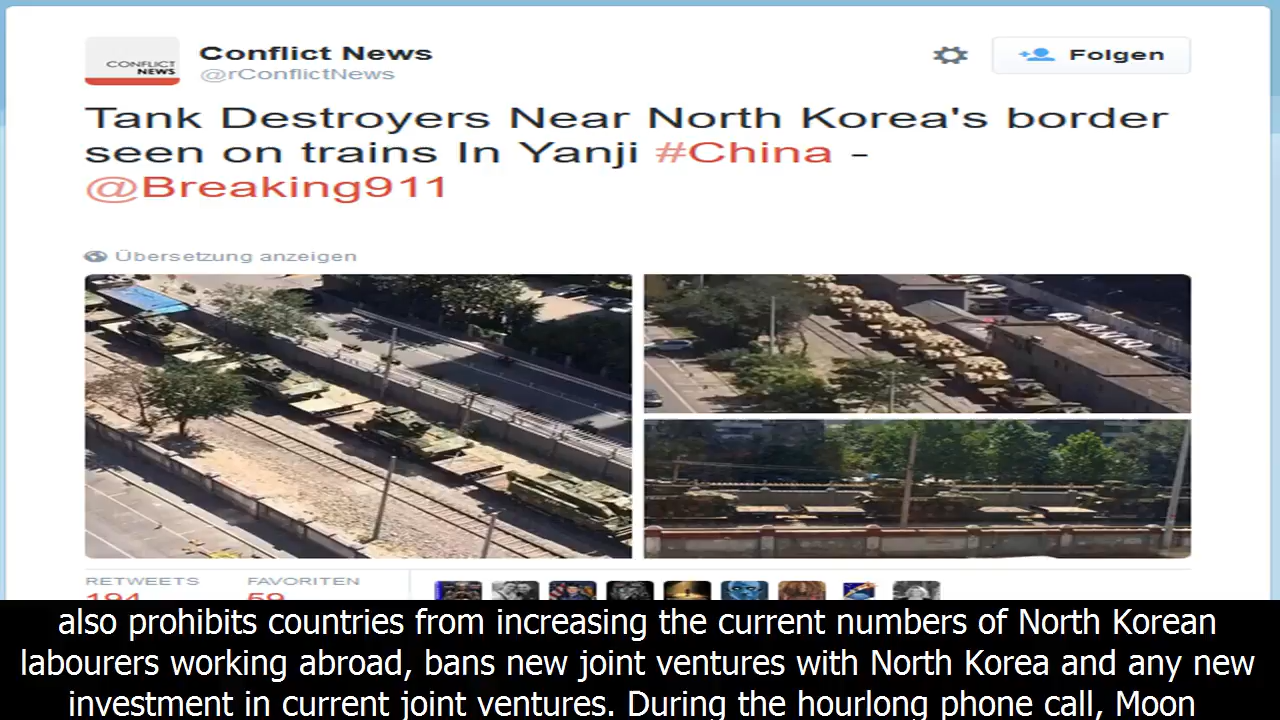 CONFLICT
NEWS
Conflict News
@rConflictNews
Folgen
Tank Destroyers Near North Korea's border
seen on trains In Yanji #China -
@Breaking911
Übersetzung anzeigen
RETWEETS
FAVORITEN
194
59
also prohibits countries from increasing the current numbers of North Korean
labourers working abroad, bans new joint ventures with North Korea and any new
investment in current joint ventures. During the hourlong phone call, Moon